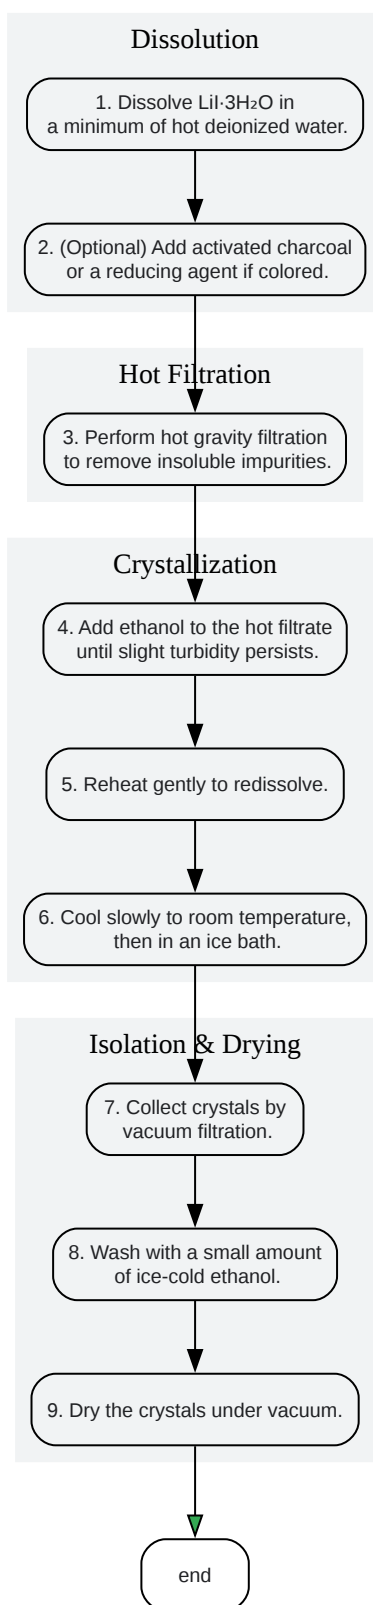 Dissolution
1. Dissolve LiI·3H₂O in
a minimum of hot deionized water.
2. (Optional) Add activated charcoal
or a reducing agent if colored.
Hot Filtration
3. Perform hot gravity filtration
to remove insoluble impurities.
Crystallization
4. Add ethanol to the hot filtrate
until slight turbidity persists.
5. Reheat gently to redissolve.
6. Cool slowly to room temperature,
then in an ice bath.
Isolation & Drying
7. Collect crystals by
vacuum filtration.
8. Wash with a small amount
of ice-cold ethanol.
9. Dry the crystals under vacuum.
end